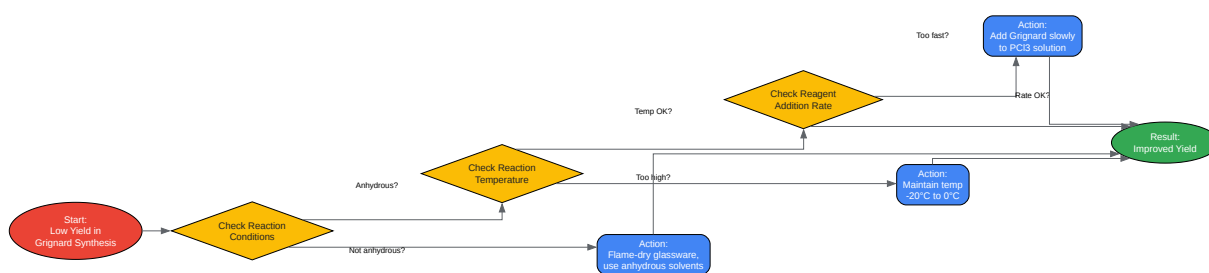 Start:
Low Yield in
Grignard Synthesis
Check Reaction
Conditions
Anhydrous?
Not anhydrous?
Check Reaction
Temperature
Action:
Flame-dry glassware,
use anhydrous solvents
Temp OK?
Too high?
Check Reagent
Addition Rate
Action:
Maintain temp
-20°C to 0°C
Too fast?
Rate OK?
Action:
Add Grignard slowly
to PCl3 solution
Result:
Improved Yield